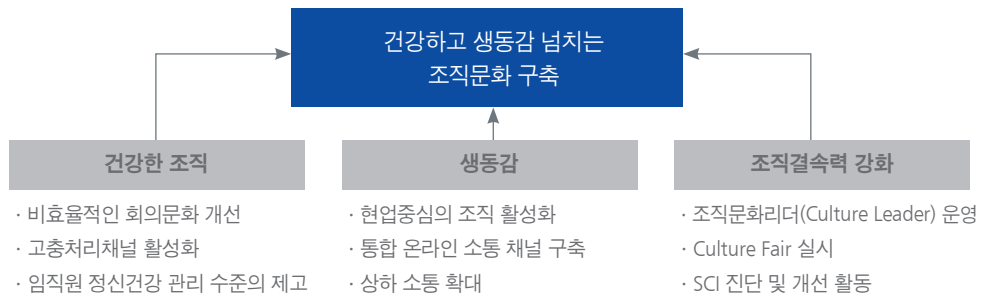 건강하고 생동감 넘치는
조직문화 구축
건강한 조직
· 비효율적인 회의문화 개선
· 고충처리채널 활성화
· 임직원 정신건강 관리 수준의 제고
생동감
· 현업중심의 조직 활성화
· 통합 온라인 소통 채널 구축
· 상하 소통 확대
조직결속력 강화
· 조직문화리더(Culture Leader) 운영
· Culture Fair 실시
· SCI 진단 및 개선 활동